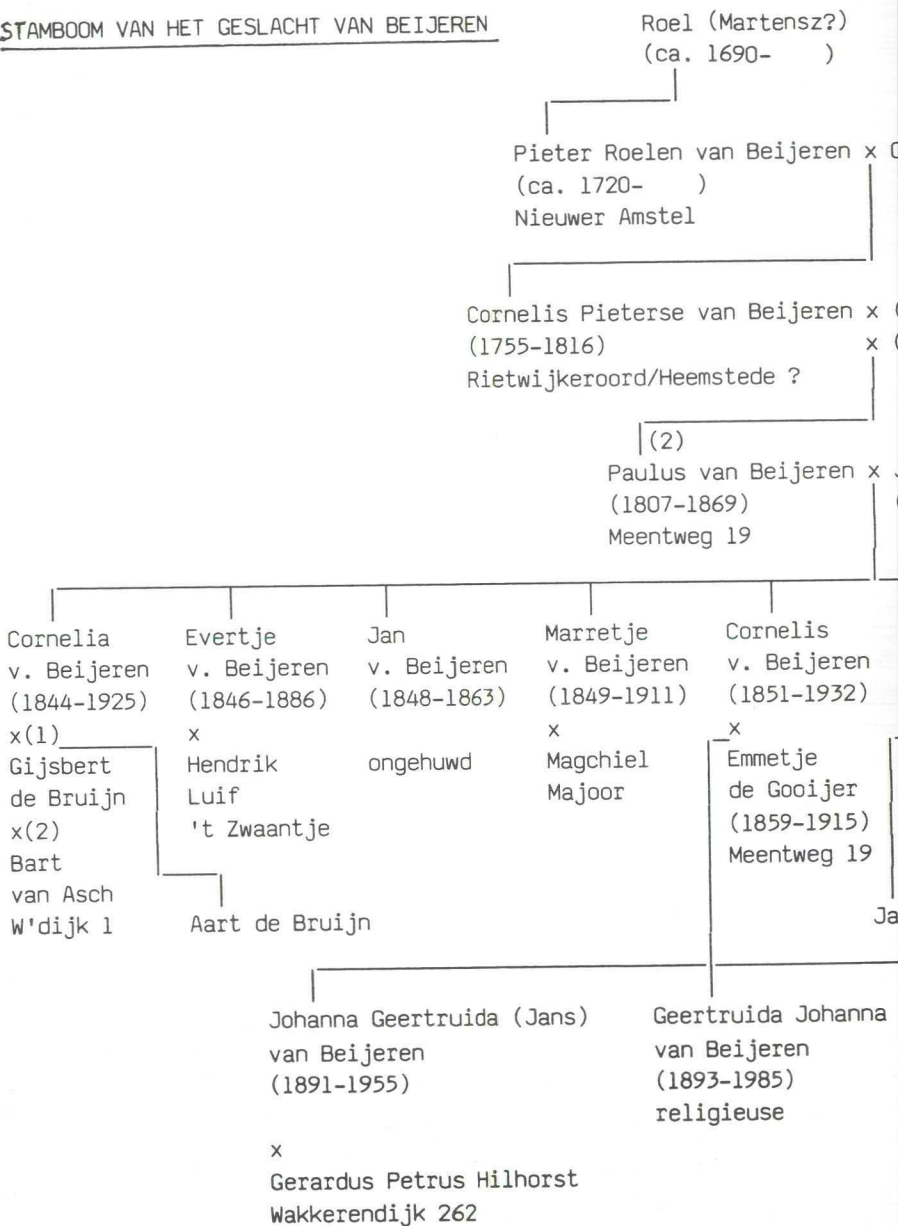 STAMBOOM VAN HET GESLACHT VAN BEIJEREN
Roel (Martensz?)
(ca. 1690-      )
Pieter Roelen van Beijeren x
(ca. 1720-      )
Nieuwer Amstel
Cornelis Pieterse van Beijeren x (
(1755-1816) x (
Rietwijkeroord/Heemstede ?
(2)
Paulus van Beijeren x
(1807-1869) (
Meentweg 19
Cornelia
v. Beijeren
(1844-1925)
x(1)
Gijsbert
de Bruijn
x(2)
Bart
van Asch
W'dijk 1
Evertje
v. Beijeren
(1846-1886)
x
Hendrik
Luif
't Zwaantje
Jan
v. Beijeren
(1848-1863)
ongehuwd
Marretje
v. Beijeren
(1849-1911)
x
Magchiel
Majoor
Cornelis
v. Beijeren
(1851-1932)
x
Emmetje
de Gooijer
(1859-1915)
Meentweg 19
Aart de Bruijn
Ja
Johanna Geertruida (Jans)
van Beijeren
(1891-1955)
x
Gerardus Petrus Hilhorst
Wakkerendijk 262
Geertruida Johanna
van Beijeren
(1893-1985)
religieuse